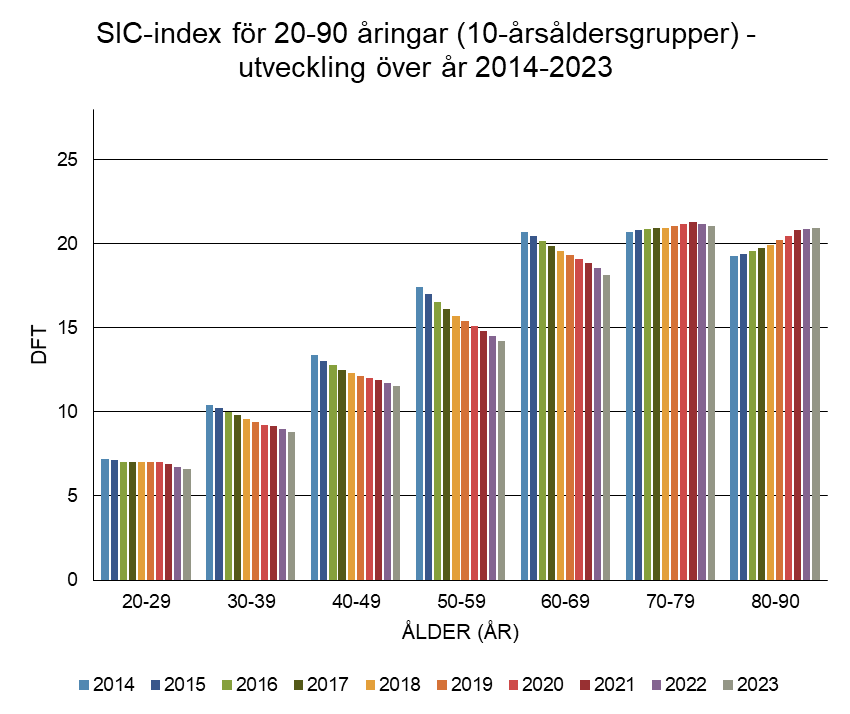 SIC-index för 20-90 åringar (10-årsåldersgrupper) -
utveckling över år 2014-2023
25
20
15
10
5
0
DFT
20-29 30-39 40-49 50-59 60-69 70-79 80-90
ÅLDER (ÅR)
2014 2015 2016 2017 2018 2019 2020 2021 2022 2023